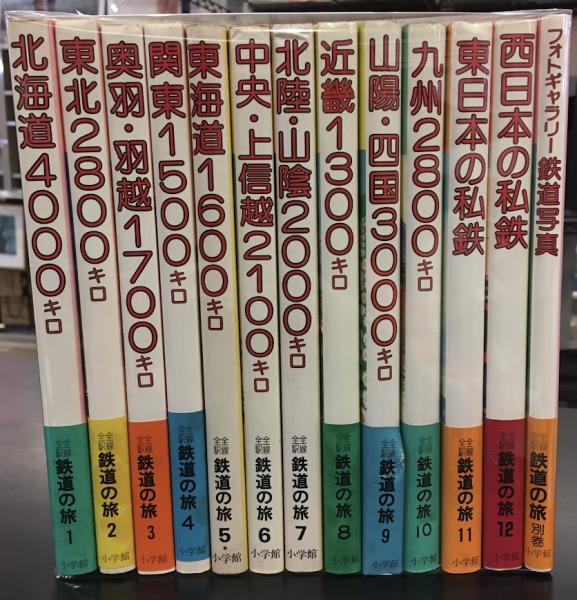 北海道4000キロ
全線全駅 鉄道の旅
1
小学館
東北2800キロ
全線全駅 鉄道の旅
2
小学館
奥羽・羽越1700キロ
全線全駅 鉄道の旅
3
小学館
関東1500キロ
全線全駅 鉄道の旅
4
小学館
東海道1600キロ
全線全駅 鉄道の旅
5
小学館
中央・上信越2100キロ
全線全駅 鉄道の旅
6
小学館
北陸・山陰2000キロ
全線全駅 鉄道の旅
7
小学館
近畿1300キロ
全線全駅 鉄道の旅
8
小学館
山陽・四国3000キロ
全線全駅 鉄道の旅
9
小学館
九州2800キロ
全線全駅 鉄道の旅
10
小学館
東日本の私鉄
全線全駅 鉄道の旅
11
小学館
西日本の私鉄
全線全駅 鉄道の旅
12
小学館
フォトギャラリー 鉄道写真
全線全駅 鉄道の旅
別巻
小学館